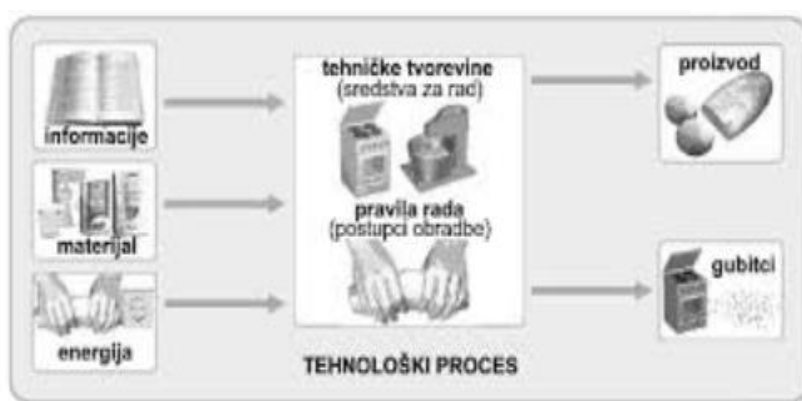 informacije
materijal
energija
tehničke tvorevine
(sredstva za rad)
pravila rada
(postupci obradbe)
TEHNOLOŠKI PROCES
proizvod
gubitci